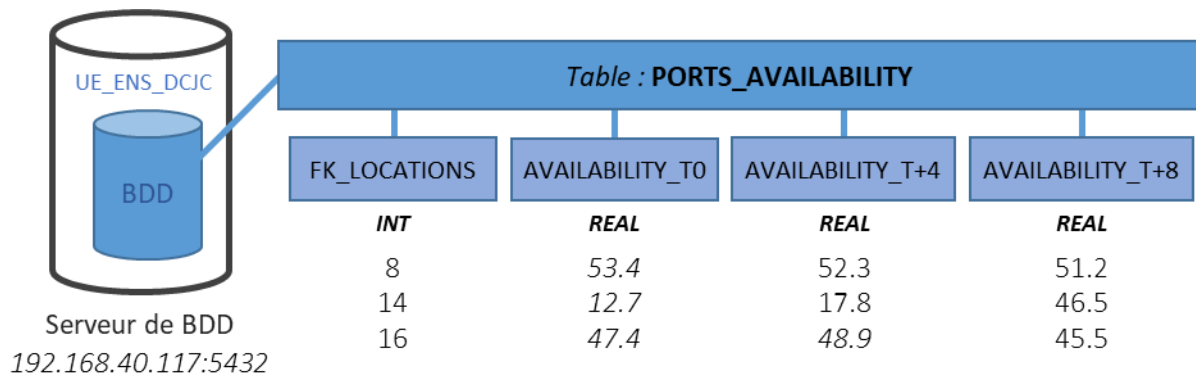 UE_ENS_DCJC
BDD
Serveur de BDD
192.168.40.117:5432
Table : PORTS_AVAILABILITY
FK_LOCATIONS AVAILABILITY_T0 AVAILABILITY_T+4 AVAILABILITY_T+8
INT REAL REAL REAL
8 53.4 52.3 51.2
14 12.7 17.8 46.5
16 47.4 48.9 45.5